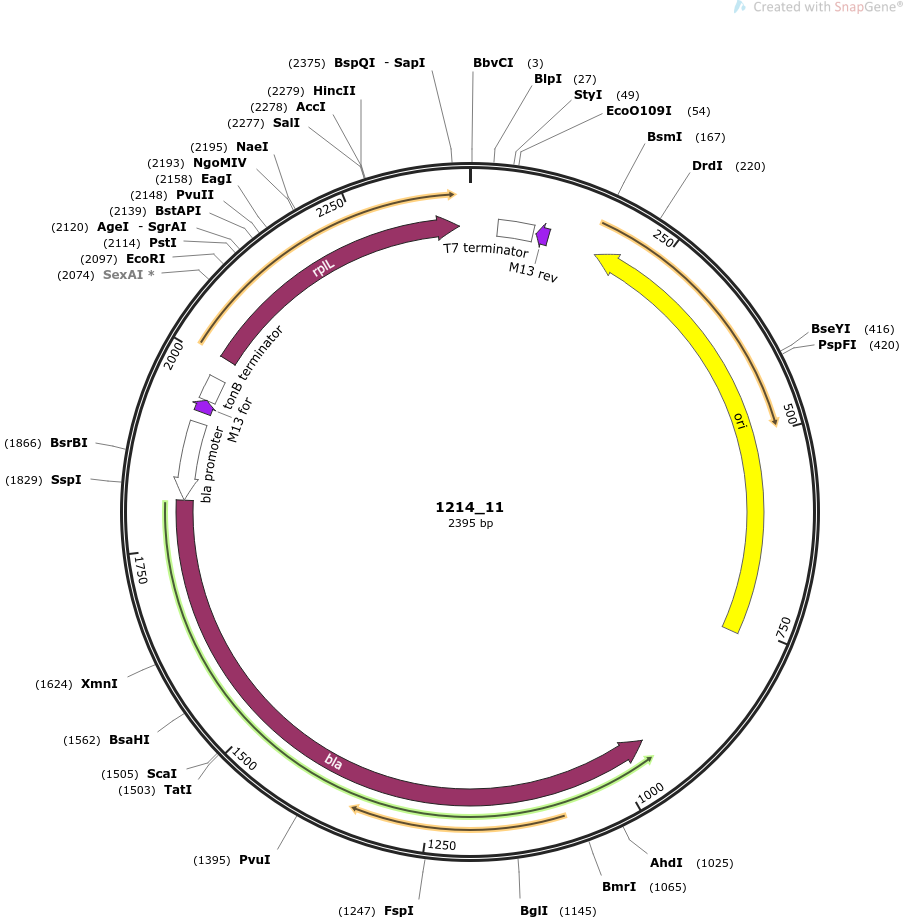 Created with SnapGene®
(2375) BspQI - SapI
BbvCI (3)
BlpI (27)
StyI (49)
EcoO109I (54)
BsmI (167)
DrdI (220)
BseYI (416)
PspFI (420)
AhdI (1025)
BmrI (1065)
BglI (1145)
(1247) FspI
(1395) PvuI
(1503) TatI
(1505) ScaI
(1562) BsaHI
(1624) XmnI
(1829) SspI
(1866) BsrBI
(2074) SexAI *
(2097) EcoRI
(2114) PstI
(2120) AgeI - SgrAI
(2139) BstAPI
(2148) PvuII
(2158) EagI
(2193) NgoMIV
(2195) NaeI
(2277) SalI
(2278) AccI
(2279) HincII
250
500
750
1000
1250
1500
1750
2000
2250
T7 terminator
M13 rev
ori
bla
bla promoter
M13 for
tonB terminator
rplL
1214_11
2395 bp